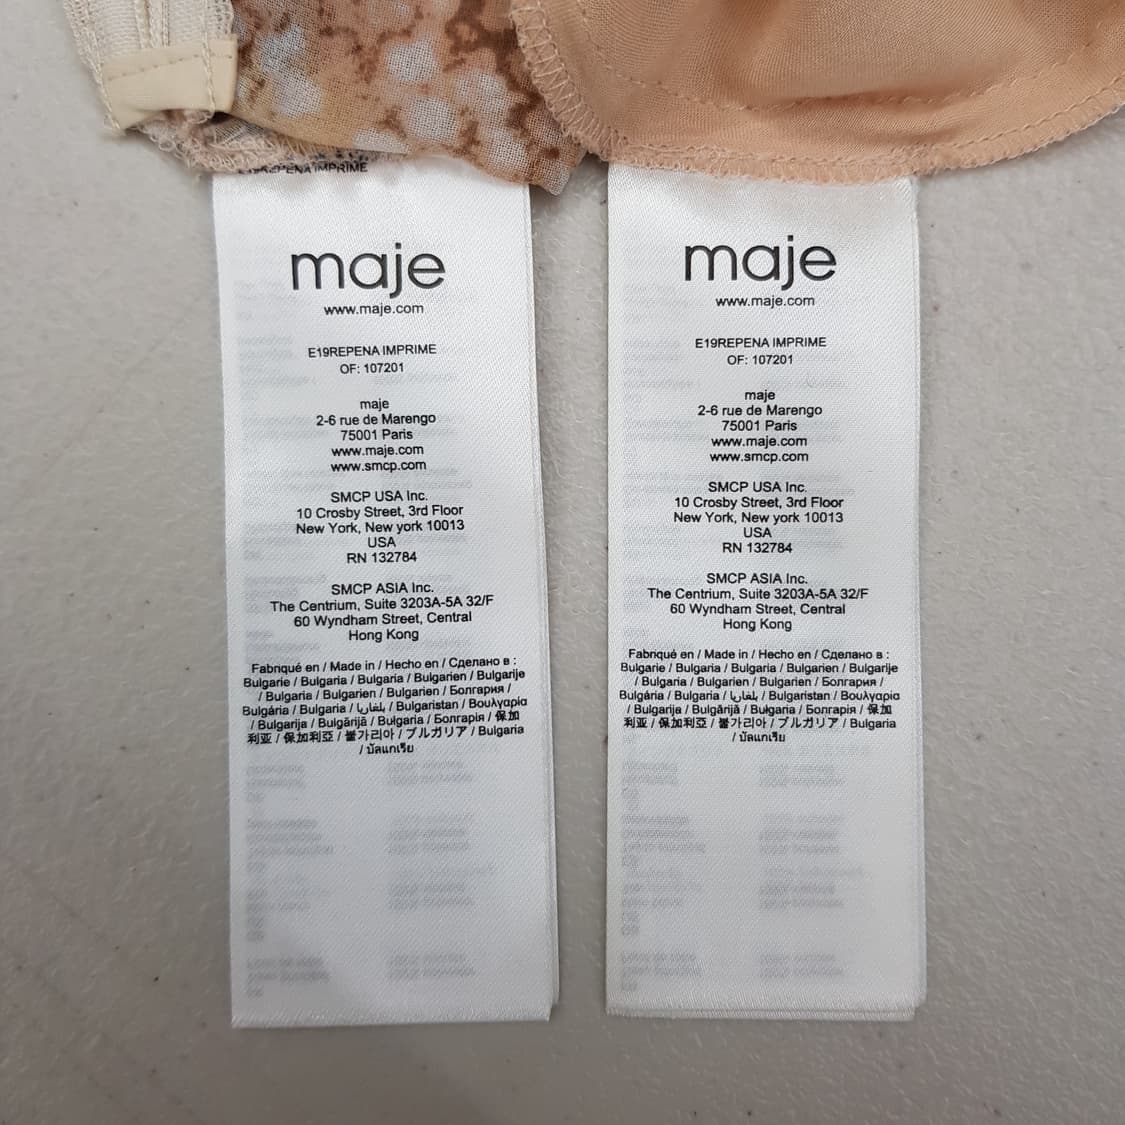 E19REPENA IMPRIME
maje
www.maje.com
E19REPENA IMPRIME
OF: 107201
maje
2-6 rue de Marengo
75001 Paris
www.maje.com
www.smcp.com
SMCP USA Inc.
10 Crosby Street, 3rd Floor
New York, New york 10013
USA
RN 132784
SMCP ASIA Inc.
The Centrium, Suite 3203A-5A 32/F
60 Wyndham Street, Central
Hong Kong
Fabriqué en / Made in / Hecho en / Сделано в :
Bulgarie / Bulgaria / Bulgaria / Bulgarien / Bulgarije
/ Bulgaria / Bulgarien / Bulgarien / Болгария /
Bulgária / Bulgaria / بلغاريا / Bulgaristan / Βουλγαρία
/ Bulgarija / Bulgārijā / Bułgaria / Болгарія / 保加
利亚 / 保加利亞 / 불가리아 / ブルガリア / Bulgaria
/ บัลแกเรีย
maje
www.maje.com
E19REPENA IMPRIME
OF: 107201
maje
2-6 rue de Marengo
75001 Paris
www.maje.com
www.smcp.com
SMCP USA Inc.
10 Crosby Street, 3rd Floor
New York, New york 10013
USA
RN 132784
SMCP ASIA Inc.
The Centrium, Suite 3203A-5A 32/F
60 Wyndham Street, Central
Hong Kong
Fabriqué en / Made in / Hecho en / Сделано в :
Bulgarie / Bulgaria / Bulgaria / Bulgarien / Bulgarije
/ Bulgaria / Bulgarien / Bulgarien / Болгария /
Bulgária / Bulgaria / بلغاريا / Bulgaristan / Βουλγαρία
/ Bulgarija / Bulgārijā / Bułgaria / Болгарія / 保加
利亚 / 保加利亞 / 불가리아 / ブルガリア / Bulgaria
/ บัลแกเรีย